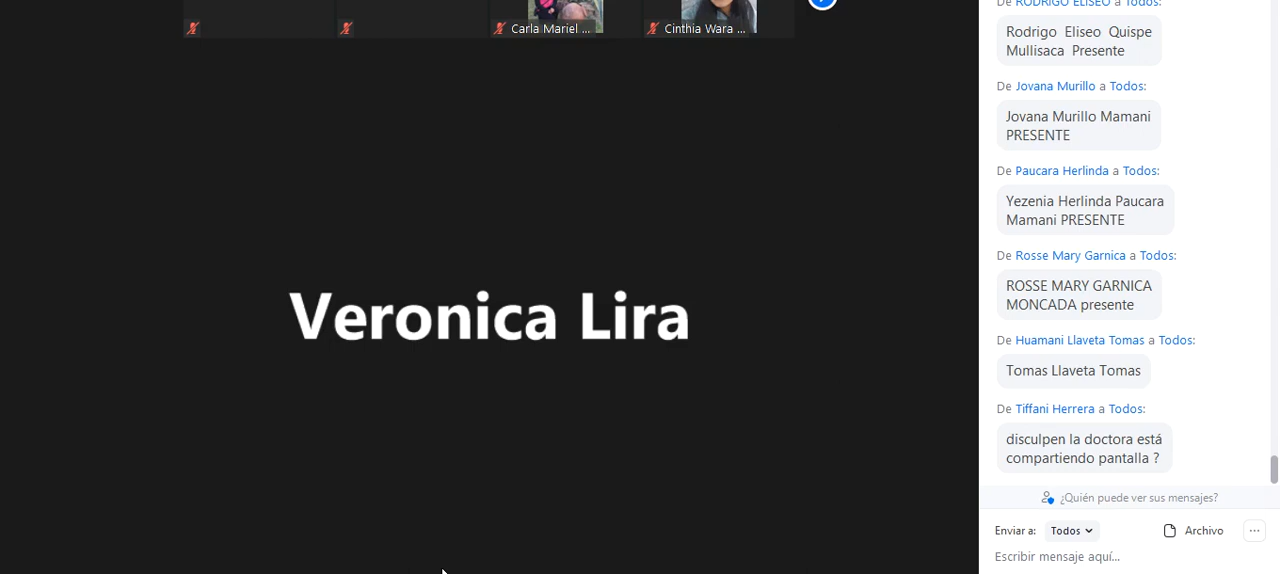 Carla Mariel ...
Cinthia Wara ...
Veronica Lira
De RODRIGO ELISEO a Todos:
Rodrigo Eliseo Quispe
Mullisaca Presente
De Jovana Murillo a Todos:
Jovana Murillo Mamani
PRESENTE
De Paucara Herlinda a Todos:
Yezenia Herlinda Paucara
Mamani PRESENTE
De Rosse Mary Garnica a Todos:
ROSSE MARY GARNICA
MONCADA presente
De Huamani Llaveta Tomas a Todos:
Tomas Llaveta Tomas
De Tiffani Herrera a Todos:
disculpen la doctora está
compartiendo pantalla ?
¿Quién puede ver sus mensajes?
Enviar a: Todos Archivo ...
Escribir mensaje aquí...